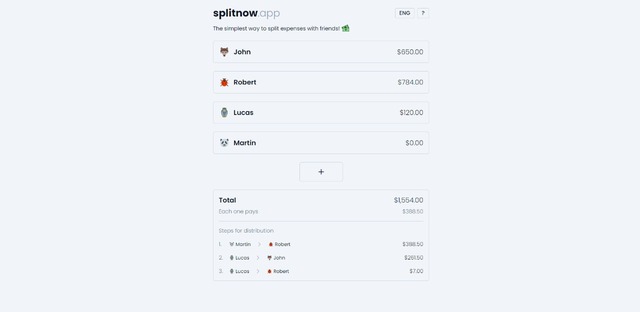 splitnow.app ENG ?
The simplest way to split expenses with friends!
John $650.00
Robert $784.00
Lucas $120.00
Martin $0.00
+
Total $1,554.00
Each one pays $388.50
Steps for distribution:
1. Martin > Robert $388.50
2. Lucas > John $261.50
3. Lucas > Robert $7.00